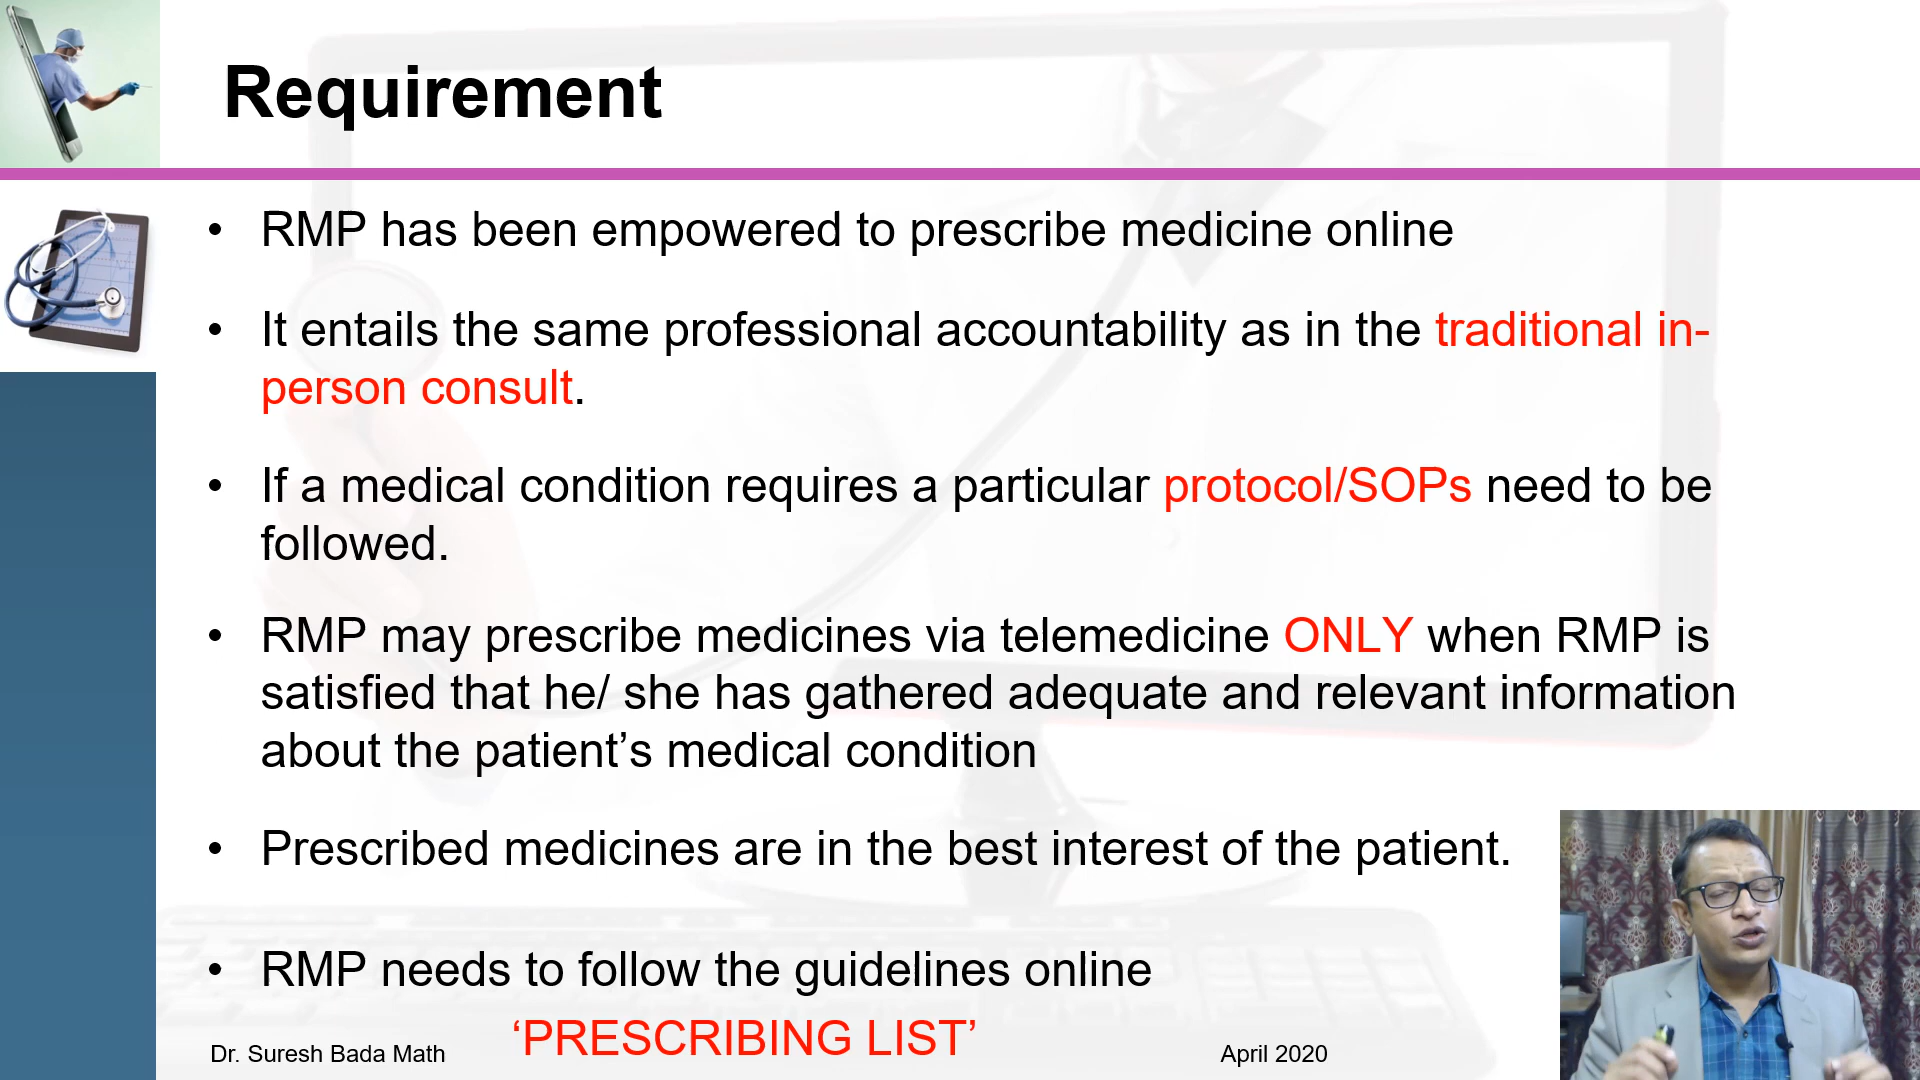 Requirement
• RMP has been empowered to prescribe medicine online
• It entails the same professional accountability as in the traditional in-
person consult.
• If a medical condition requires a particular protocol/SOPs need to be
followed.
• RMP may prescribe medicines via telemedicine ONLY when RMP is
satisfied that he/ she has gathered adequate and relevant information
about the patient’s medical condition
• Prescribed medicines are in the best interest of the patient.
• RMP needs to follow the guidelines online
‘PRESCRIBING LIST’
Dr. Suresh Bada Math
April 2020